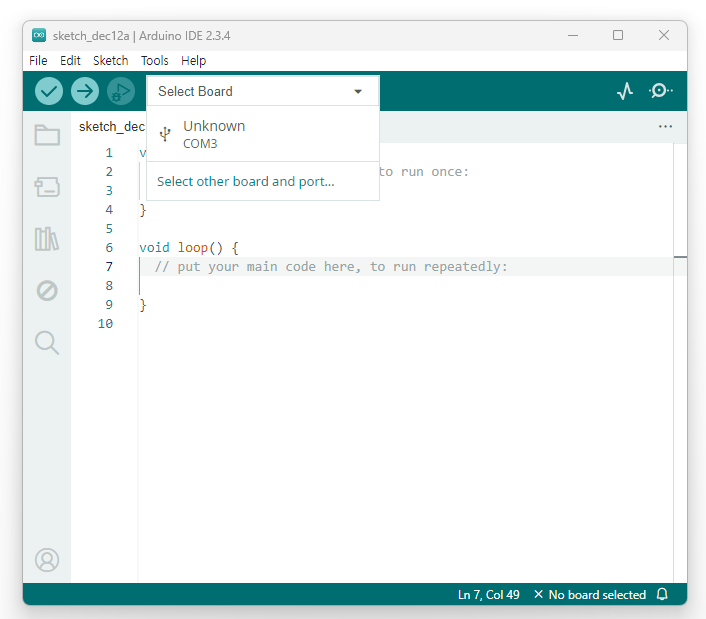 sketch_dec12a | Arduino IDE 2.3.4
File Edit Sketch Tools Help
Select Board
Unknown
COM3
Select other board and port...
sketch_dec
1 v
2 to run once:
3
4 }
5
6 void loop() {
7 // put your main code here, to run repeatedly:
8
9 }
10
Ln 7, Col 49 × No board selected